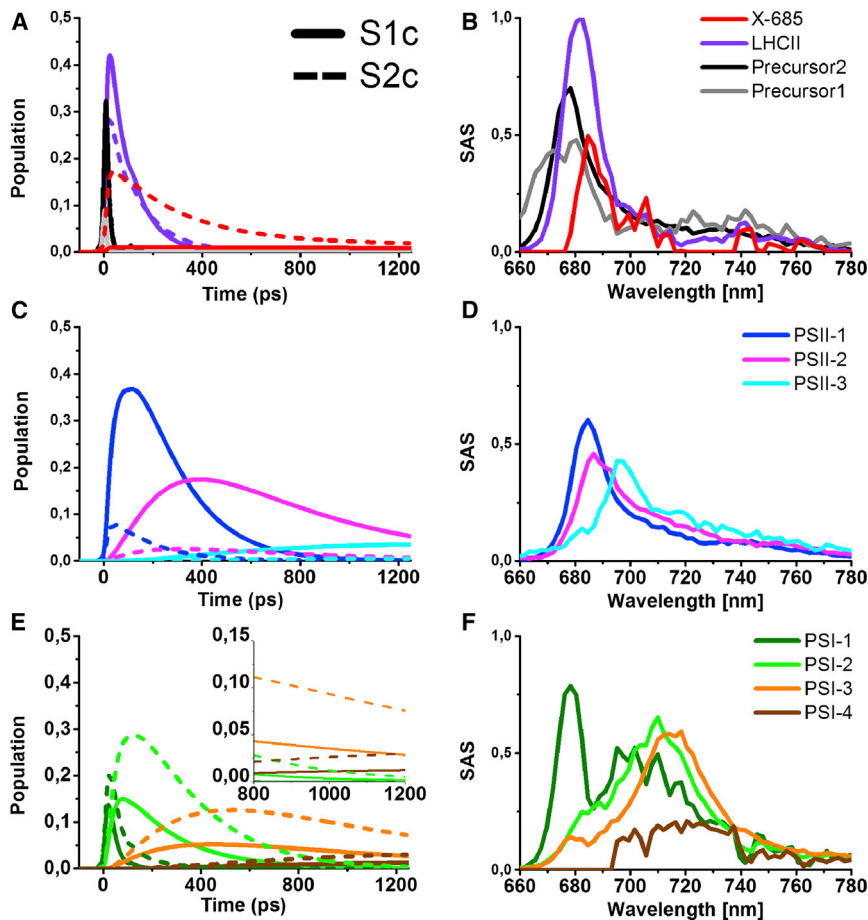 A
S1c
S2c
Population
0,5
0,4
0,3
0,2
0,1
0,0
0 400 800 1200
Time (ps)
B
X-685
LHCII
Precursor2
Precursor1
SAS
1,0
0,5
0,0
660 680 700 720 740 760 780
Wavelength [nm]
C
Population
0,5
0,4
0,3
0,2
0,1
0,0
0 400 800 1200
Time (ps)
D
PSII-1
PSII-2
PSII-3
SAS
1,0
0,5
0,0
660 680 700 720 740 760 780
Wavelength [nm]
E
Population
0,5
0,4
0,3
0,2
0,1
0,0
0 400 800 1200
Time (ps)
0,15
0,10
0,05
0,00
800 1000 1200
F
PSI-1
PSI-2
PSI-3
PSI-4
SAS
1,0
0,5
0,0
660 680 700 720 740 760 780
Wavelength [nm]